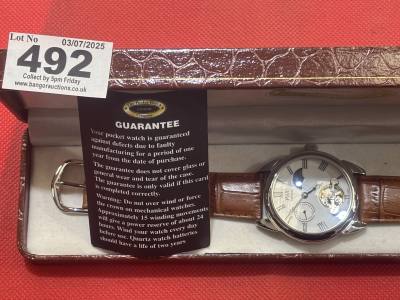 Lot No
03/07/2025
492
Collect by 5pm Friday
www.bangorauctions.co.uk
GUARANTEE
Your pocket watch is guaranteed
against defects due to faulty
manufacturing for a period of one
year from the date of purchase.
The guarantee does not cover glass or
general wear and tear of the case.
The guarantee is only valid if this card
is completed correctly.
Warning: Do not over wind or force
the crown on mechanical watches.
Approximately 15 winding movements
will give a power reserve of about 24
hours. Wind your watch every day
before use. Quartz watch batteries
should have a life of two years